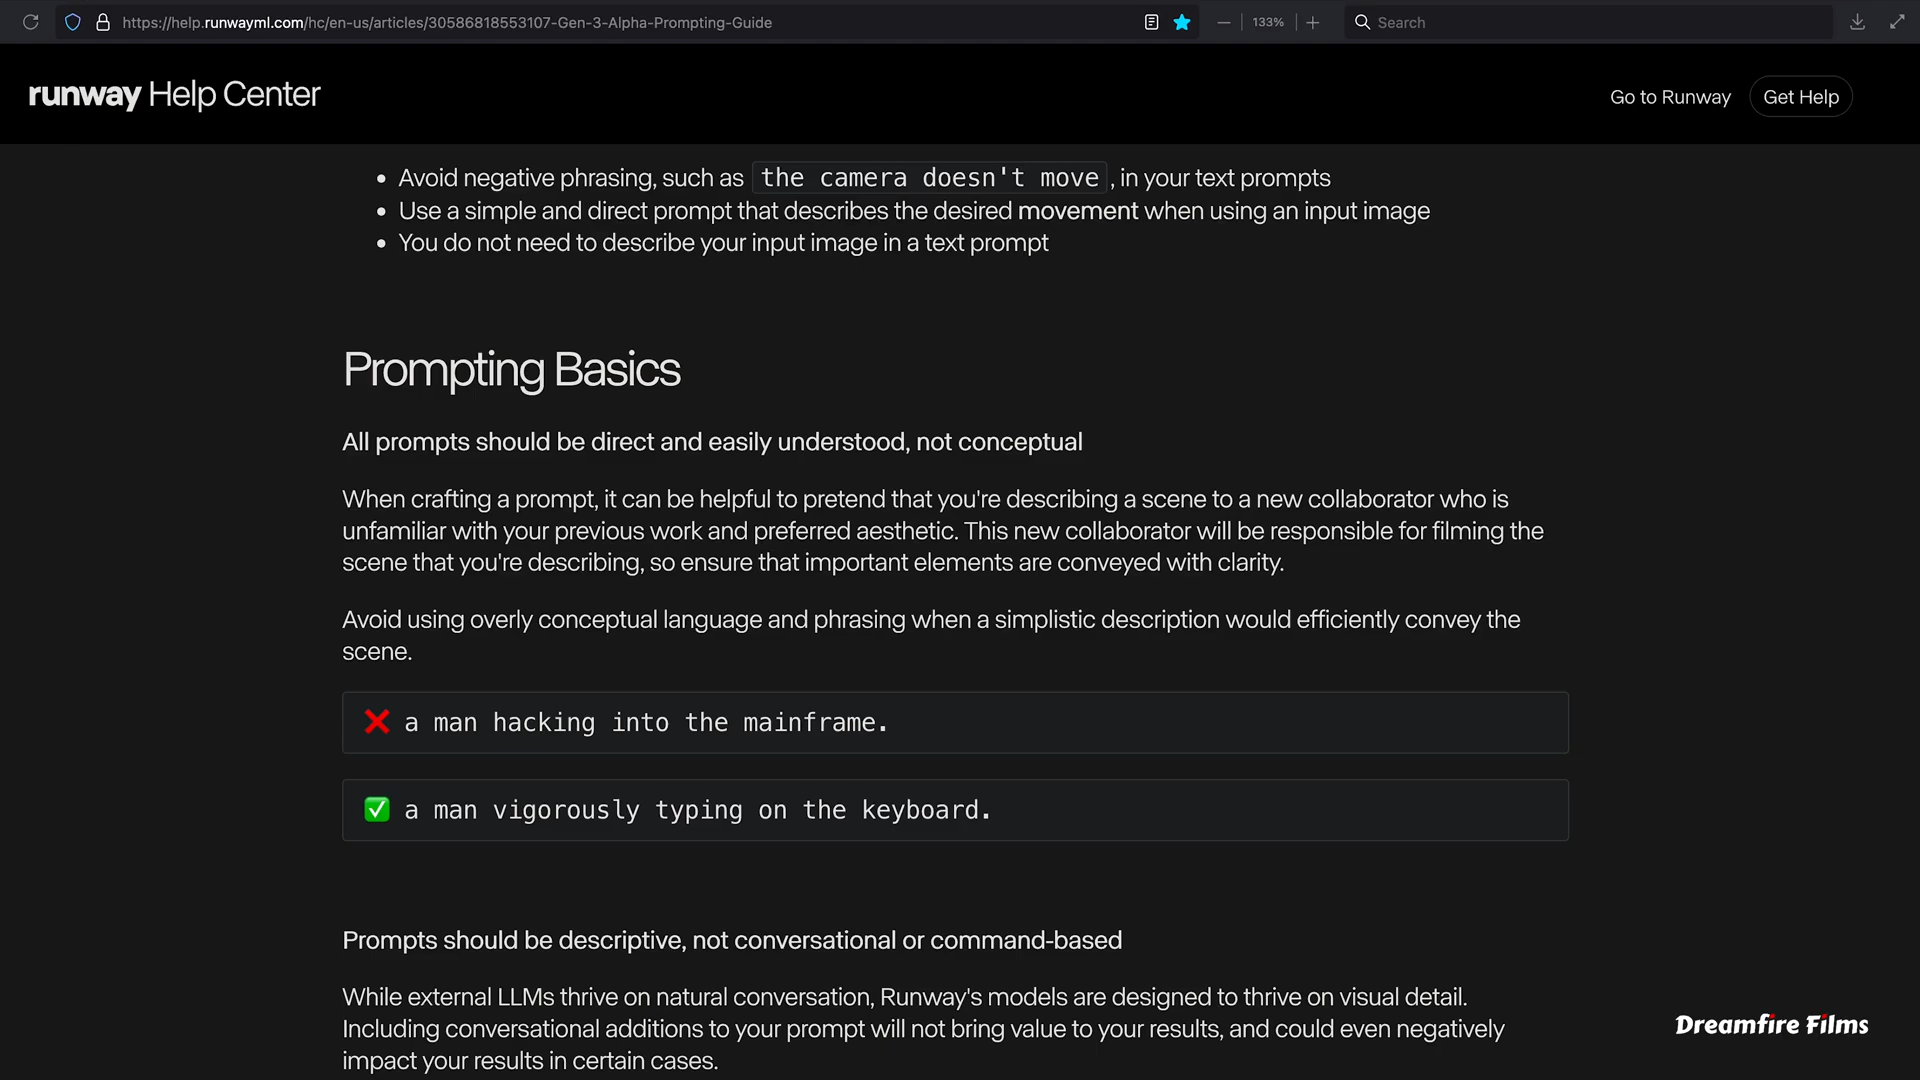 https://help.runwayml.com/hc/en-us/articles/30586818553107-Gen-3-Alpha-Prompting-Guide
133%
Search
runway Help Center
Go to Runway
Get Help
• Avoid negative phrasing, such as the camera doesn't move , in your text prompts
• Use a simple and direct prompt that describes the desired movement when using an input image
• You do not need to describe your input image in a text prompt
Prompting Basics
All prompts should be direct and easily understood, not conceptual
When crafting a prompt, it can be helpful to pretend that you're describing a scene to a new collaborator who is
unfamiliar with your previous work and preferred aesthetic. This new collaborator will be responsible for filming the
scene that you're describing, so ensure that important elements are conveyed with clarity.
Avoid using overly conceptual language and phrasing when a simplistic description would efficiently convey the
scene.
❌ a man hacking into the mainframe.
✅ a man vigorously typing on the keyboard.
Prompts should be descriptive, not conversational or command-based
While external LLMs thrive on natural conversation, Runway's models are designed to thrive on visual detail.
Including conversational additions to your prompt will not bring value to your results, and could even negatively
impact your results in certain cases.
Dreamfire Films